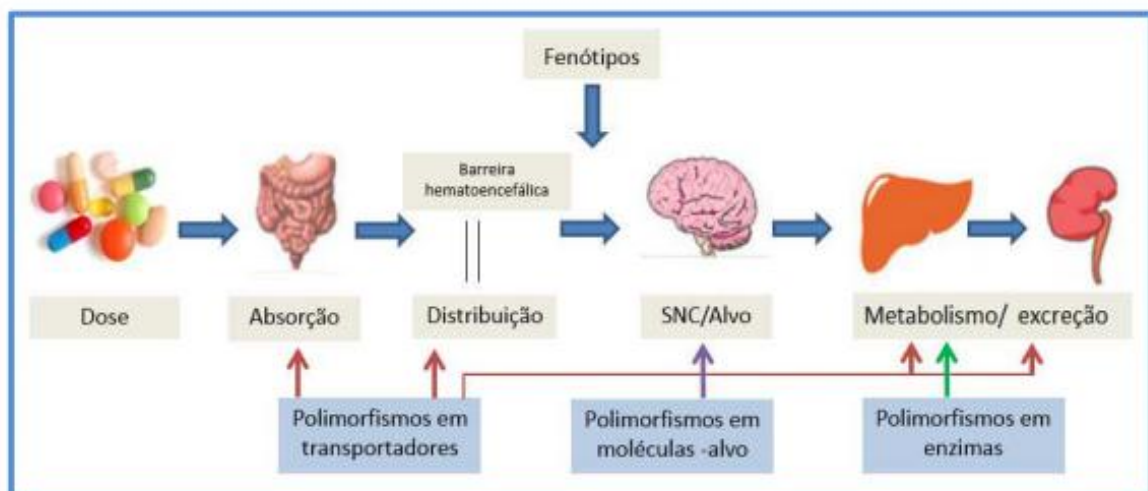 Fenótipos
Barreira
hematoencefálica
Dose
Absorção
Distribuição
SNC/Alvo
Metabolismo/ excreção
Polimorfismos em
transportadores
Polimorfismos em
moléculas -alvo
Polimorfismos em
enzimas